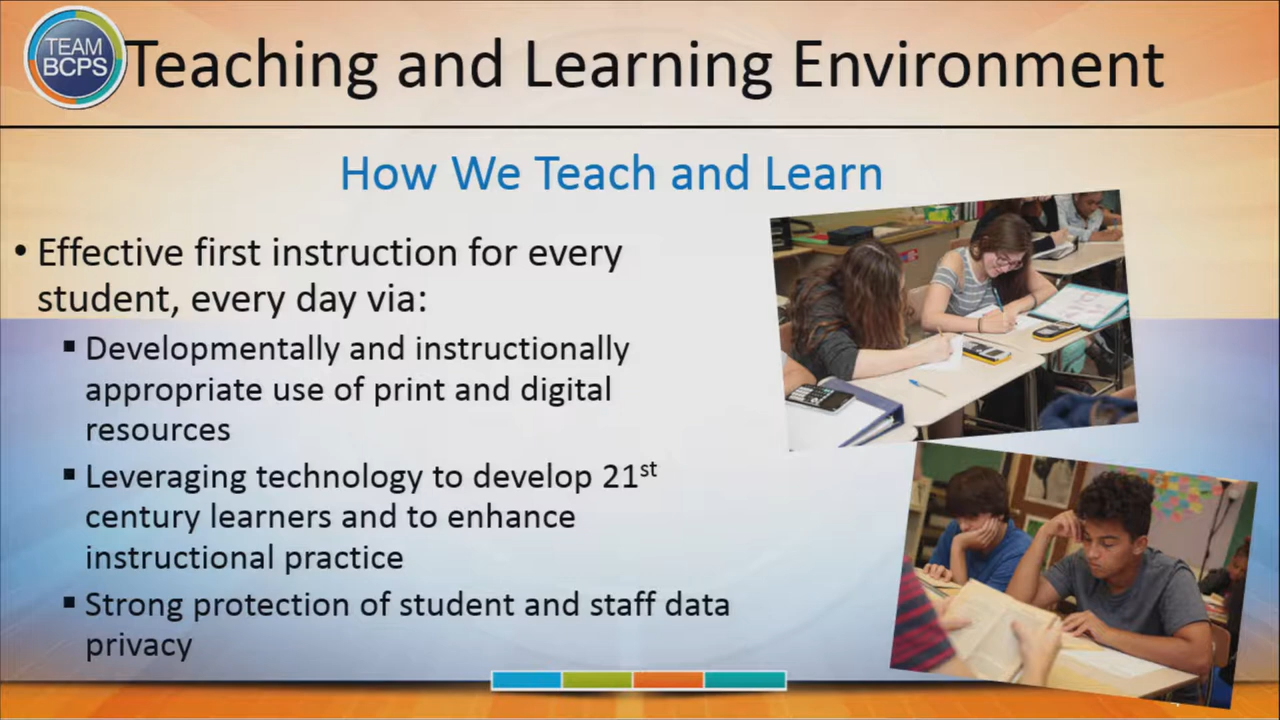 TEAM
BCPS
Teaching and Learning Environment
How We Teach and Learn
• Effective first instruction for every
student, every day via:
▪ Developmentally and instructionally
appropriate use of print and digital
resources
▪ Leveraging technology to develop 21st
century learners and to enhance
instructional practice
▪ Strong protection of student and staff data
privacy